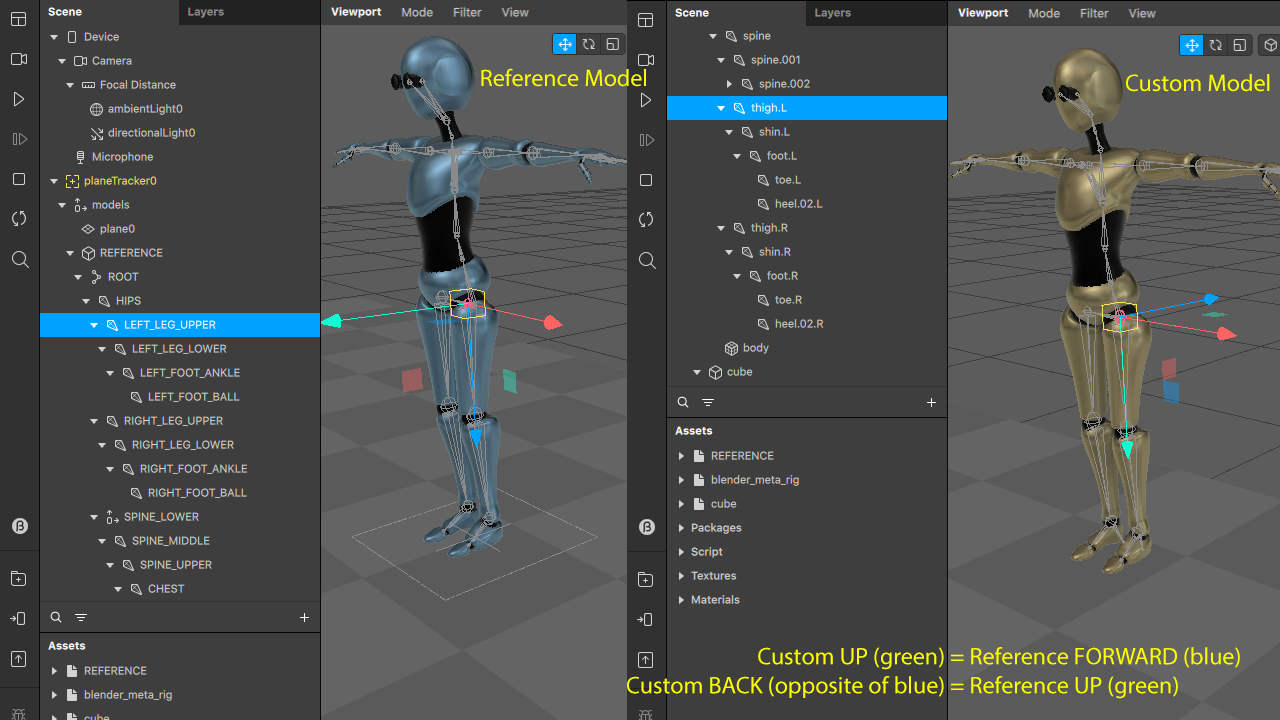 Scene
Layers
Device
Camera
Focal Distance
ambientLight0
directionalLight0
Microphone
planeTracker0
models
plane0
REFERENCE
ROOT
HIPS
LEFT_LEG_UPPER
LEFT_LEG_LOWER
LEFT_FOOT_ANKLE
LEFT_FOOT_BALL
RIGHT_LEG_UPPER
RIGHT_LEG_LOWER
RIGHT_FOOT_ANKLE
RIGHT_FOOT_BALL
SPINE_LOWER
SPINE_MIDDLE
SPINE_UPPER
CHEST
Assets
REFERENCE
blender_meta_rig
cube
Viewport Mode Filter View
Reference Model
Scene
Layers
spine
spine.001
spine.002
thigh.L
shin.L
foot.L
toe.L
heel.02.L
thigh.R
shin.R
foot.R
toe.R
heel.02.R
body
cube
Assets
REFERENCE
blender_meta_rig
cube
Packages
Script
Textures
Materials
Viewport Mode Filter View
Custom Model
Custom UP (green) = Reference FORWARD (blue)
Custom BACK (opposite of blue) = Reference UP (green)
β
β